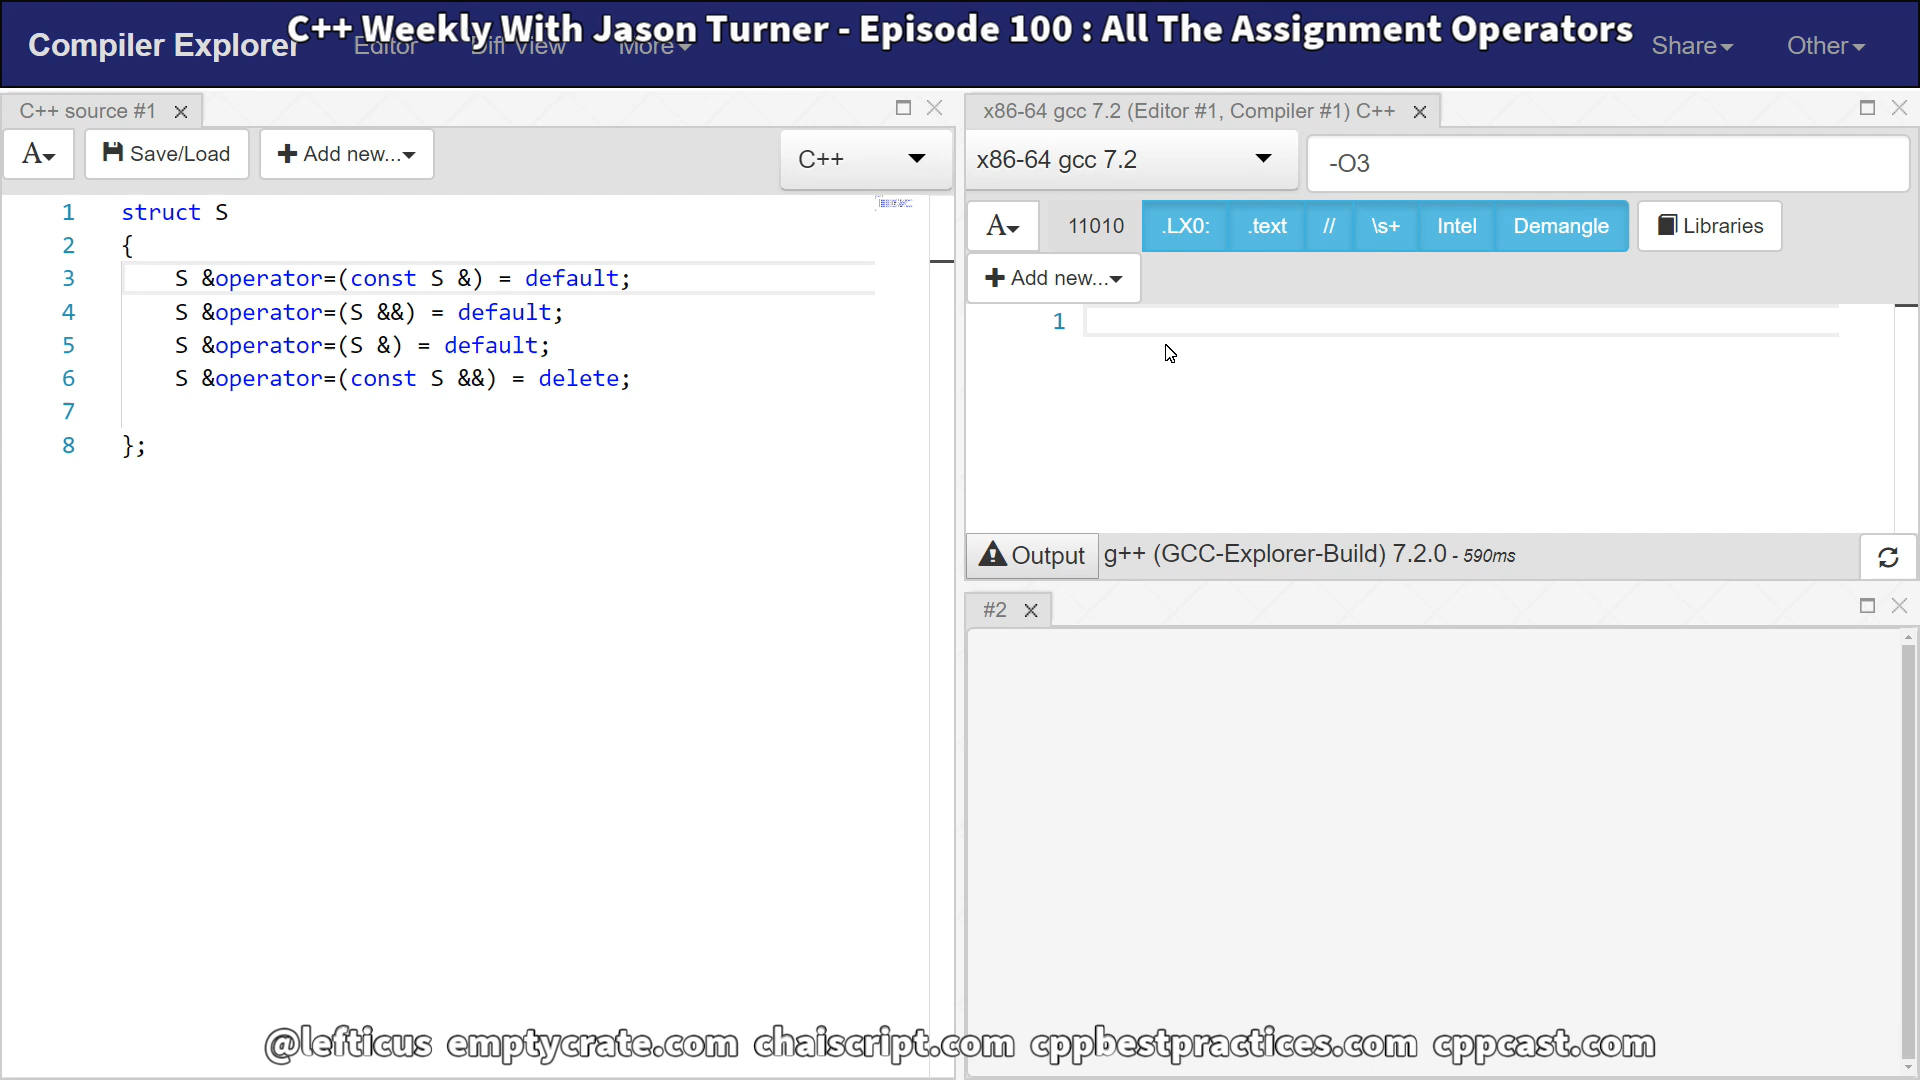 C++ Weekly With Jason Turner - Episode 100 : All The Assignment Operators
Compiler Explorer Editor Diff View More Share Other
C++ source #1
A Save/Load Add new... C++
1 struct S
2 {
3 S &operator=(const S &) = default;
4 S &operator=(S &&) = default;
5 S &operator=(S &) = default;
6 S &operator=(const S &&) = delete;
7
8 };
x86-64 gcc 7.2 (Editor #1, Compiler #1) C++
x86-64 gcc 7.2 -O3
A 11010 .LX0: .text // \s+ Intel Demangle Libraries
Add new...
1
Output g++ (GCC-Explorer-Build) 7.2.0 - 590ms
#2
@lefticus emptycrate.com chaiscript.com cppbestpractices.com cppcast.com